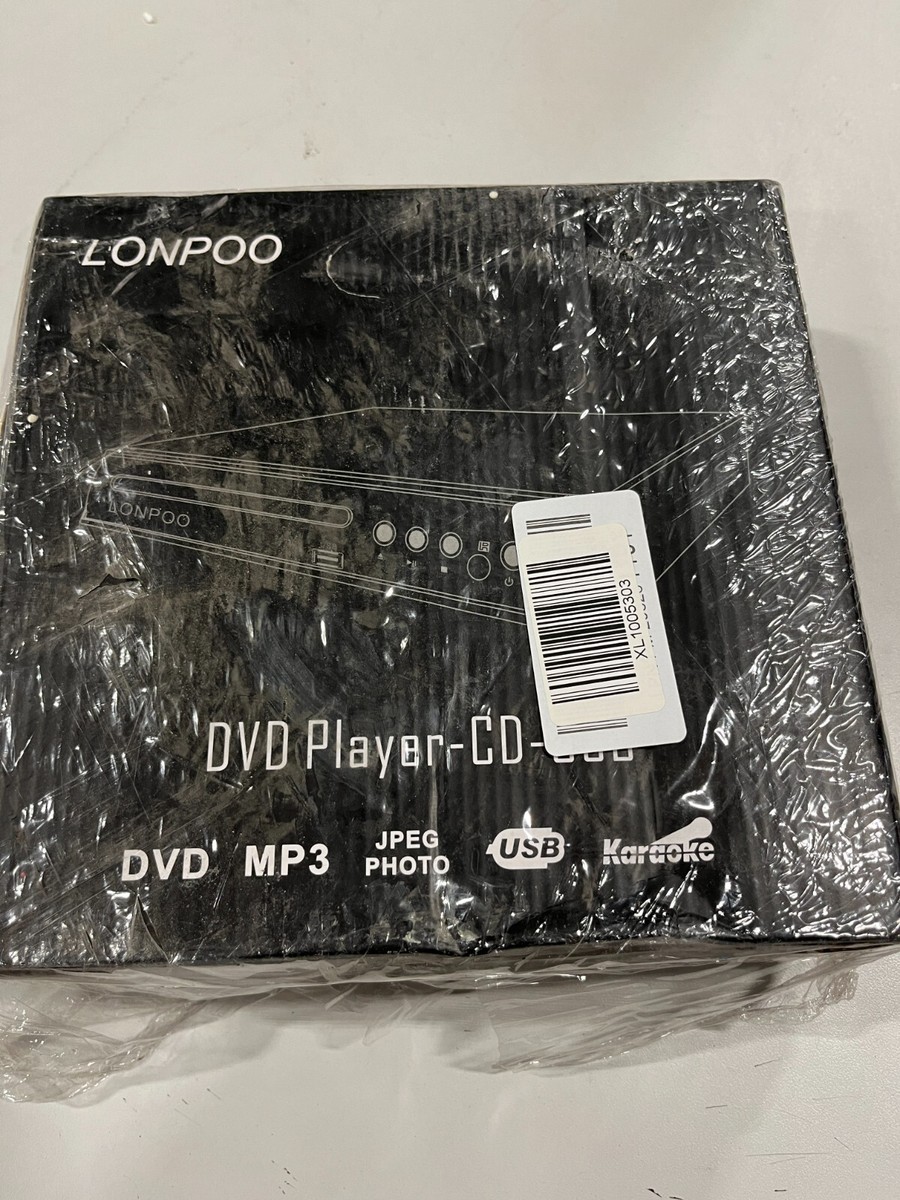 LONPOO
LONPOO
XL1005303
DVD Player-CD-
DVD MP3 JPEG PHOTO USB Karaoke